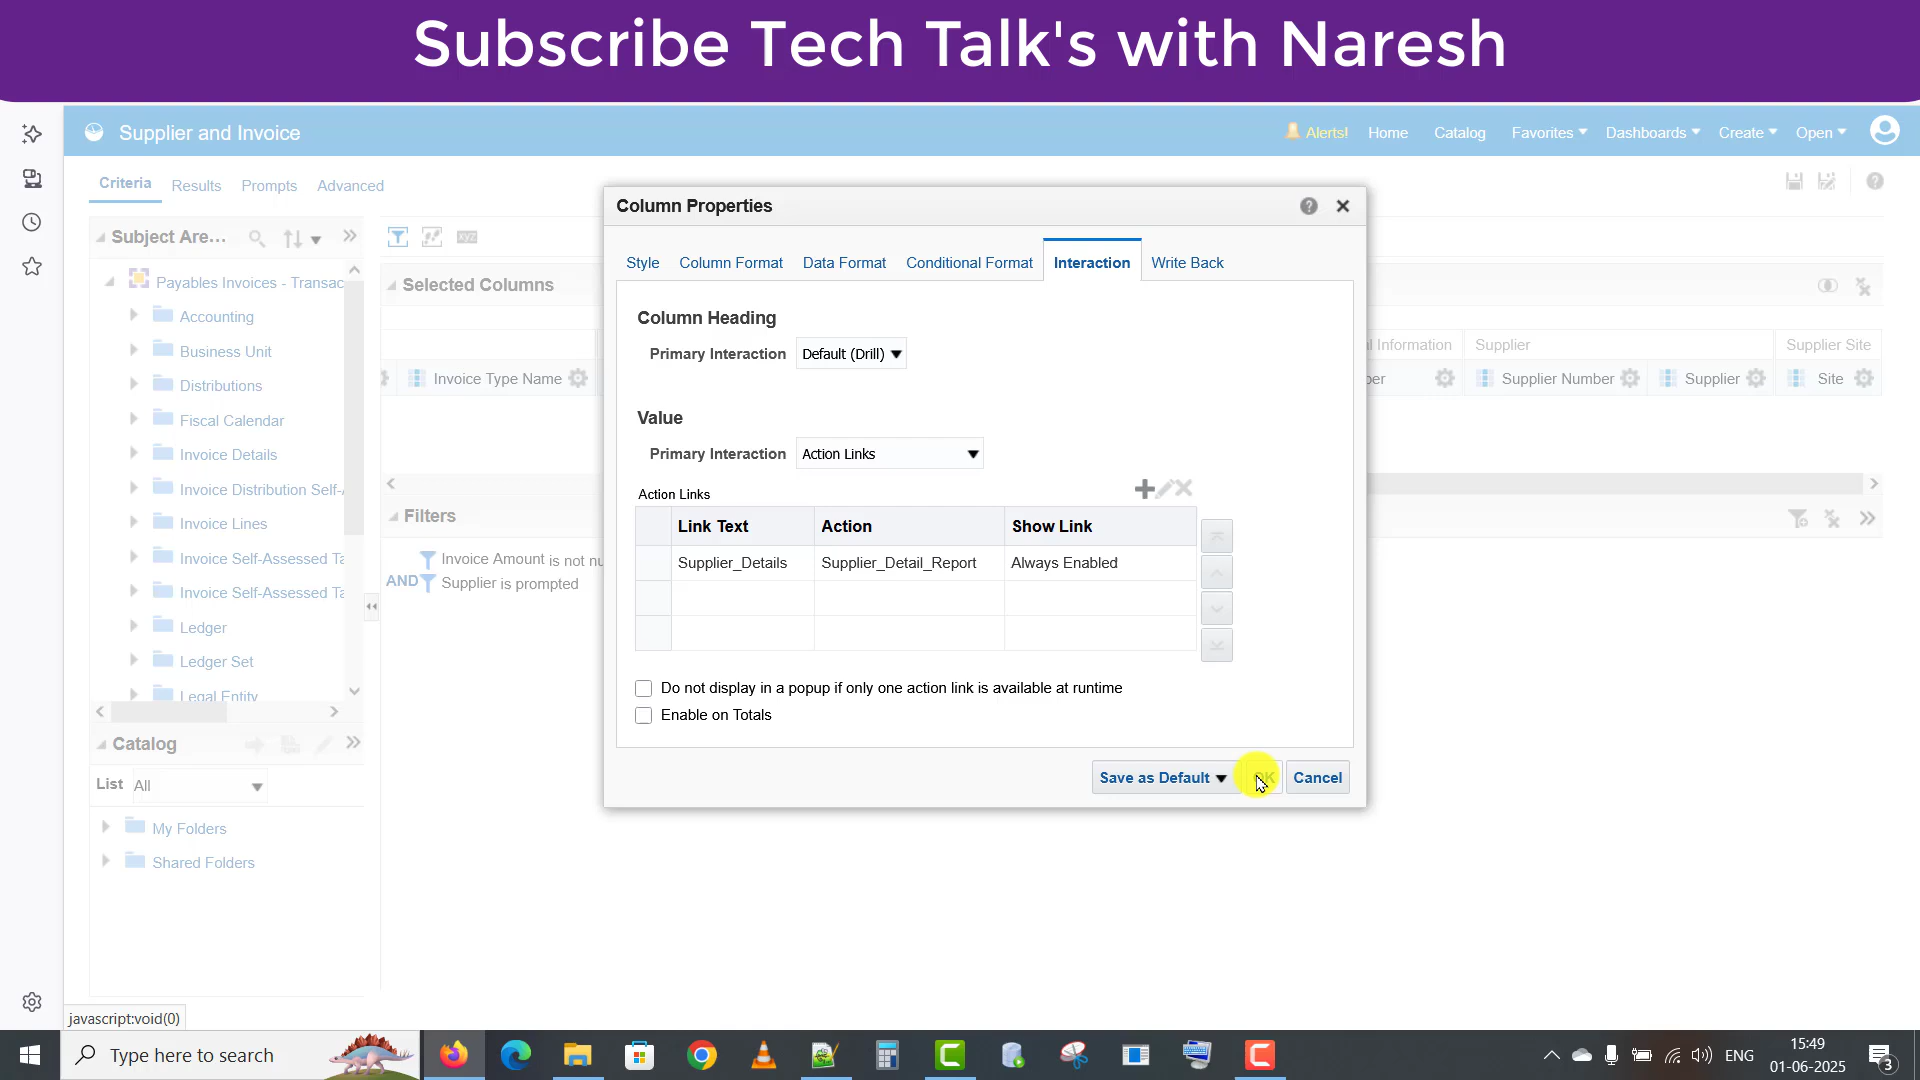 Subscribe Tech Talk's with Naresh
Supplier and Invoice
Alerts! Home Catalog Favorites Dashboards Create Open
Criteria Results Prompts Advanced
Subject Are...
Payables Invoices - Transac
Accounting
Business Unit
Distributions
Fiscal Calendar
Invoice Details
Invoice Distribution Self-
Invoice Lines
Invoice Self-Assessed Ta
Invoice Self-Assessed Ta
Ledger
Ledger Set
Legal Entity
Catalog
List All
My Folders
Shared Folders
Selected Columns
Invoice Type Name
l Information Supplier Supplier Site
ber Supplier Number Supplier Site
Filters
Invoice Amount is not nu
AND Supplier is prompted
Column Properties
Style Column Format Data Format Conditional Format Interaction Write Back
Column Heading
Primary Interaction Default (Drill)
Value
Primary Interaction Action Links
Action Links
Link Text Action Show Link
Supplier_Details Supplier_Detail_Report Always Enabled
Do not display in a popup if only one action link is available at runtime
Enable on Totals
Save as Default OK Cancel
javascript:void(0)
Type here to search
ENG
15:49
01-06-2025
3